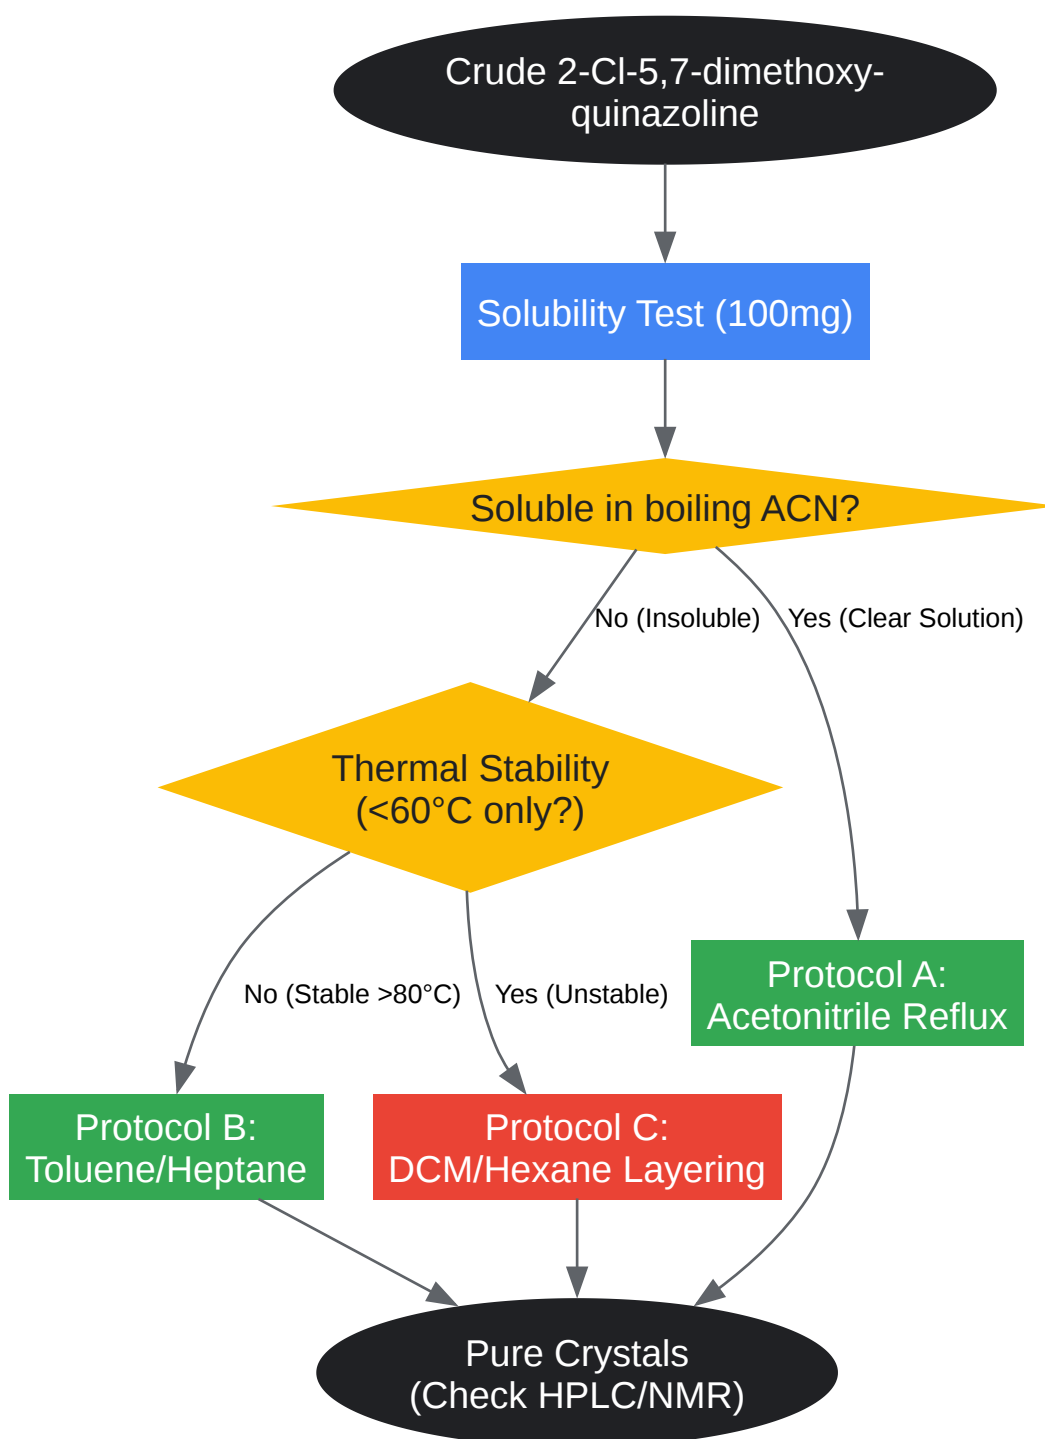 Crude 2-Cl-5,7-dimethoxy-
quinazoline
Solubility Test (100mg)
Soluble in boiling ACN?
No (Insoluble)
Yes (Clear Solution)
Thermal Stability
(<60°C only?)
No (Stable >80°C)
Yes (Unstable)
Protocol A:
Acetonitrile Reflux
Protocol B:
Toluene/Heptane
Protocol C:
DCM/Hexane Layering
Pure Crystals
(Check HPLC/NMR)